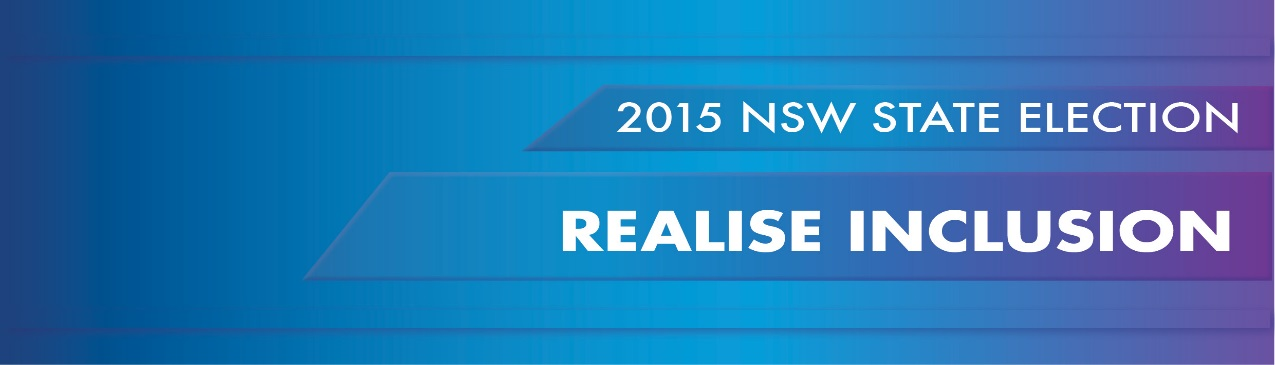 2015 NSW STATE ELECTION
REALISE INCLUSION